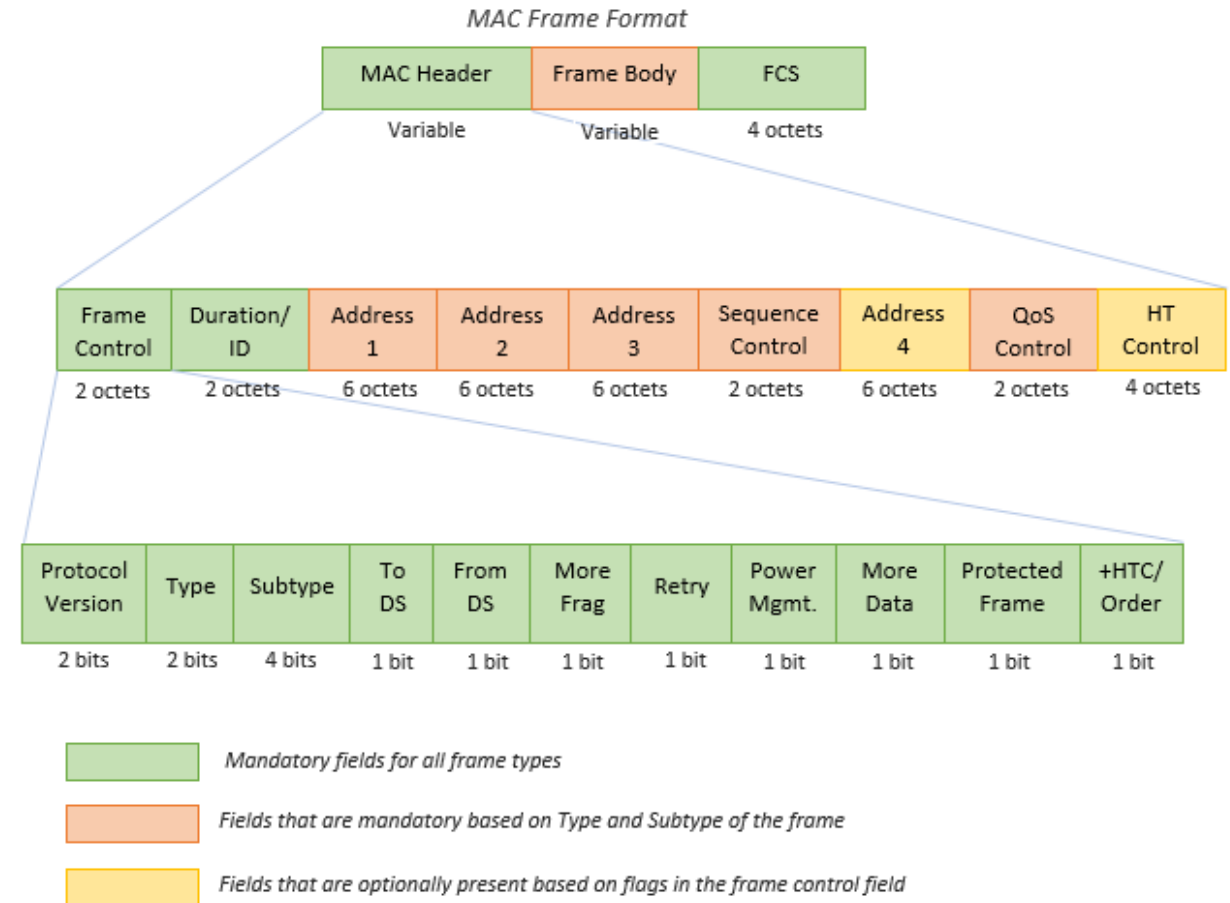 MAC Frame Format
MAC Header
Frame Body
FCS
Variable
Variable
4 octets
Frame
Control
Duration/
ID
Address
1
Address
2
Address
3
Sequence
Control
Address
4
QoS
Control
HT
Control
2 octets
2 octets
6 octets
6 octets
6 octets
2 octets
6 octets
2 octets
4 octets
Protocol
Version
Type
Subtype
To
DS
From
DS
More
Frag
Retry
Power
Mgmt.
More
Data
Protected
Frame
+HTC/
Order
2 bits
2 bits
4 bits
1 bit
1 bit
1 bit
1 bit
1 bit
1 bit
1 bit
1 bit
Mandatory fields for all frame types
Fields that are mandatory based on Type and Subtype of the frame
Fields that are optionally present based on flags in the frame control field